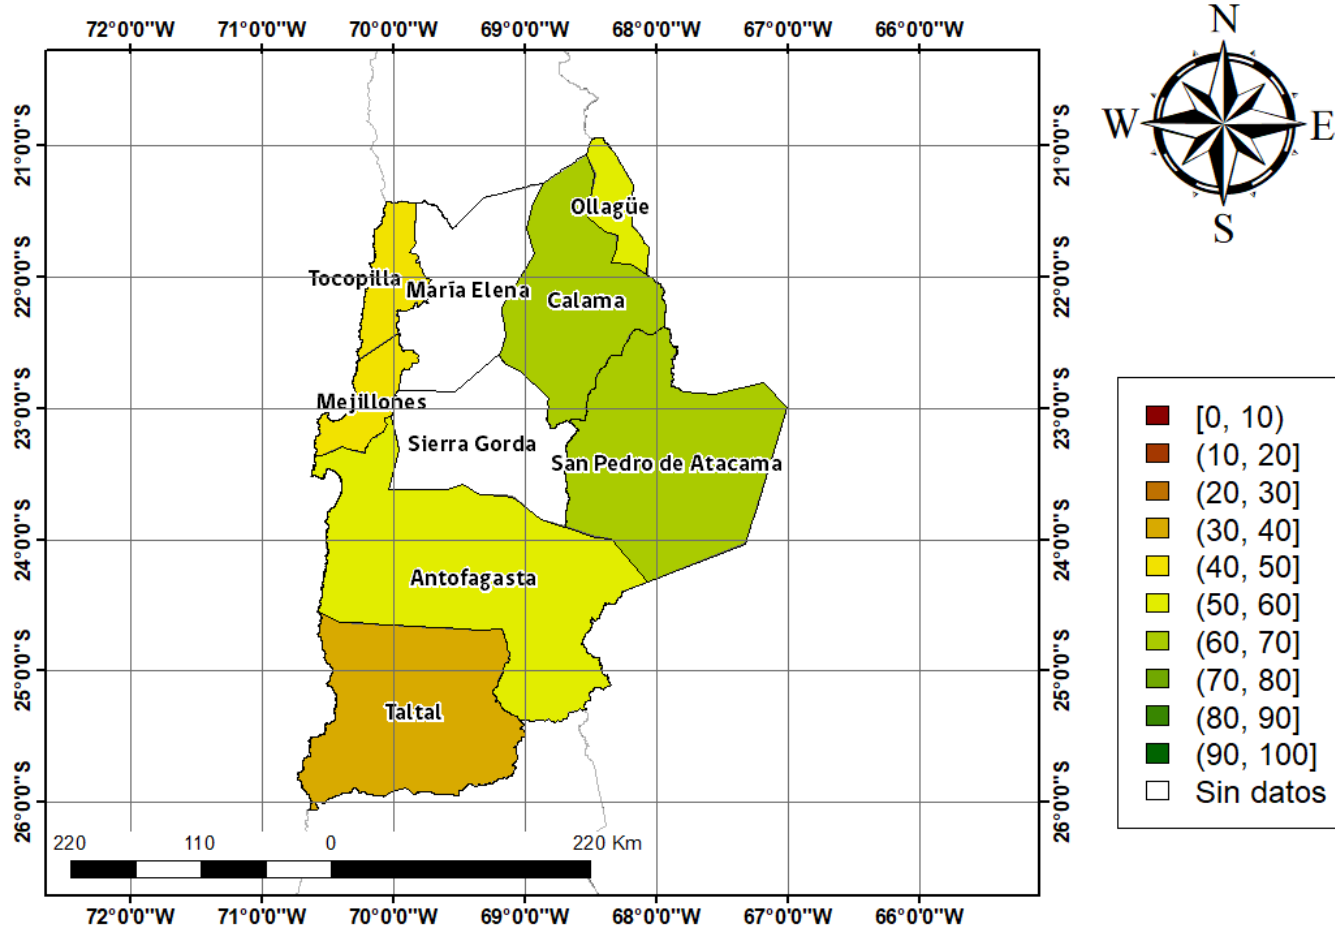 72°0'0"W 71°0'0"W 70°0'0"W 69°0'0"W 68°0'0"W 67°0'0"W 66°0'0"W
N
W E
S
21°0'0"S 21°0'0"S
Ollagüe
22°0'0"S 22°0'0"S
Tocopilla
María Elena
Calama
23°0'0"S 23°0'0"S
Mejillones
Sierra Gorda
San Pedro de Atacama
24°0'0"S 24°0'0"S
Antofagasta
25°0'0"S 25°0'0"S
Taltal
26°0'0"S 26°0'0"S
220 110 0 220 Km
72°0'0"W 71°0'0"W 70°0'0"W 69°0'0"W 68°0'0"W 67°0'0"W 66°0'0"W
[0, 10)
(10, 20]
(20, 30]
(30, 40]
(40, 50]
(50, 60]
(60, 70]
(70, 80]
(80, 90]
(90, 100]
Sin datos